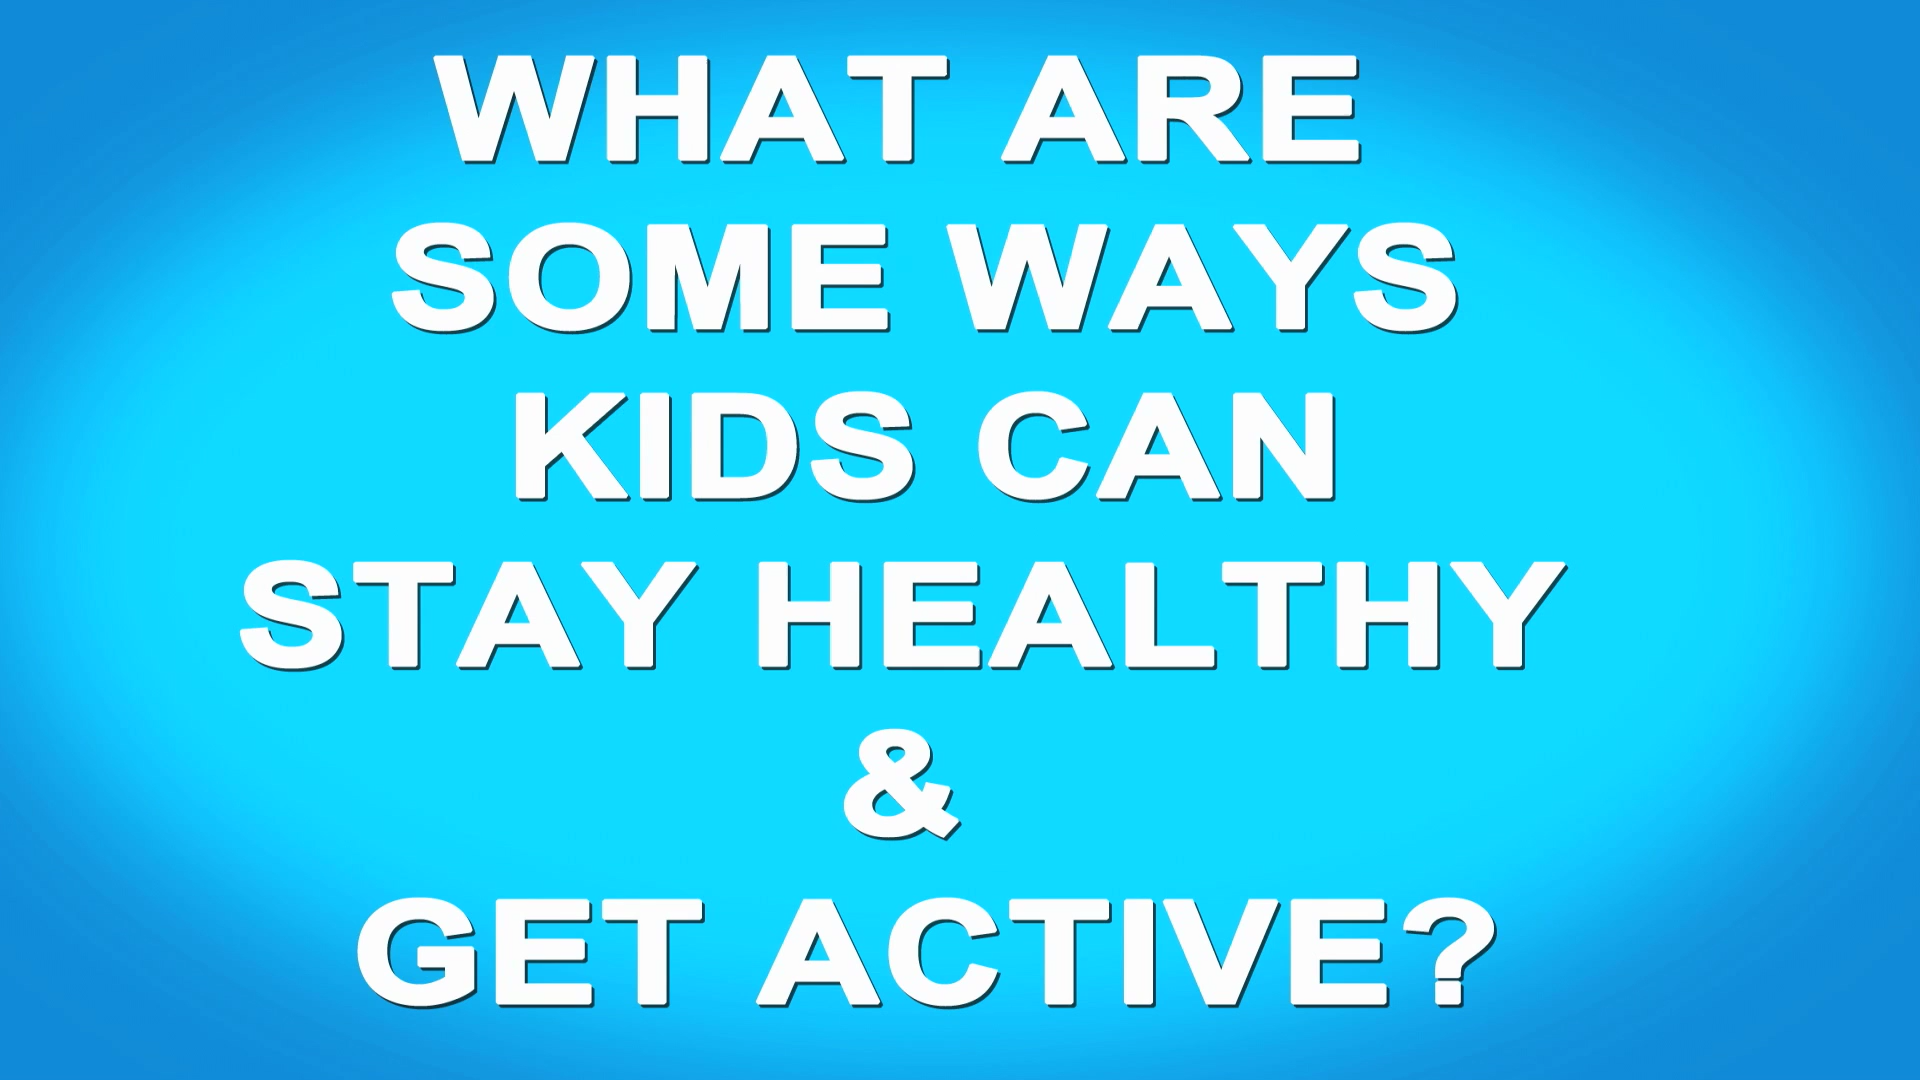 WHAT ARE
SOME WAYS
KIDS CAN
STAY HEALTHY
&
GET ACTIVE?